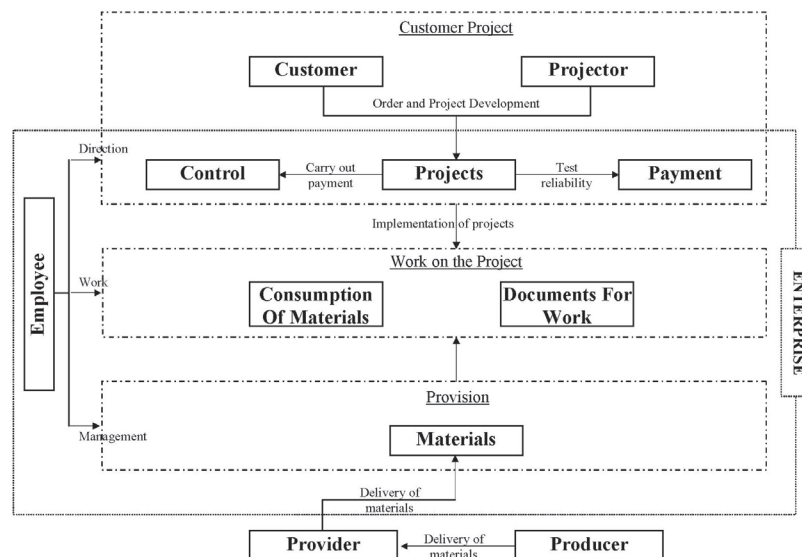 Customer Project
Customer
Projector
Order and Project Development
Direction
Control
Carry out
payment
Projects
Test
reliability
Payment
Implementation of projects
Work on the Project
Work
Consumption
Of Materials
Documents For
Work
Employee
ENTERPRISE
Provision
Management
Materials
Delivery of
materials
Provider
Delivery of
materials
Producer